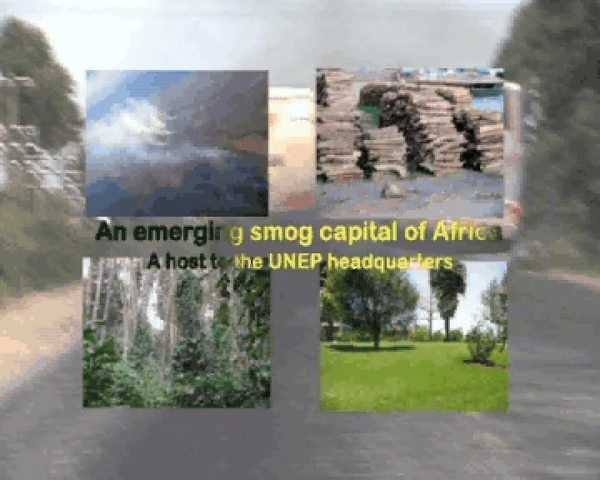 An emerging smog capital of Africa
A host to the UNEP headquarters